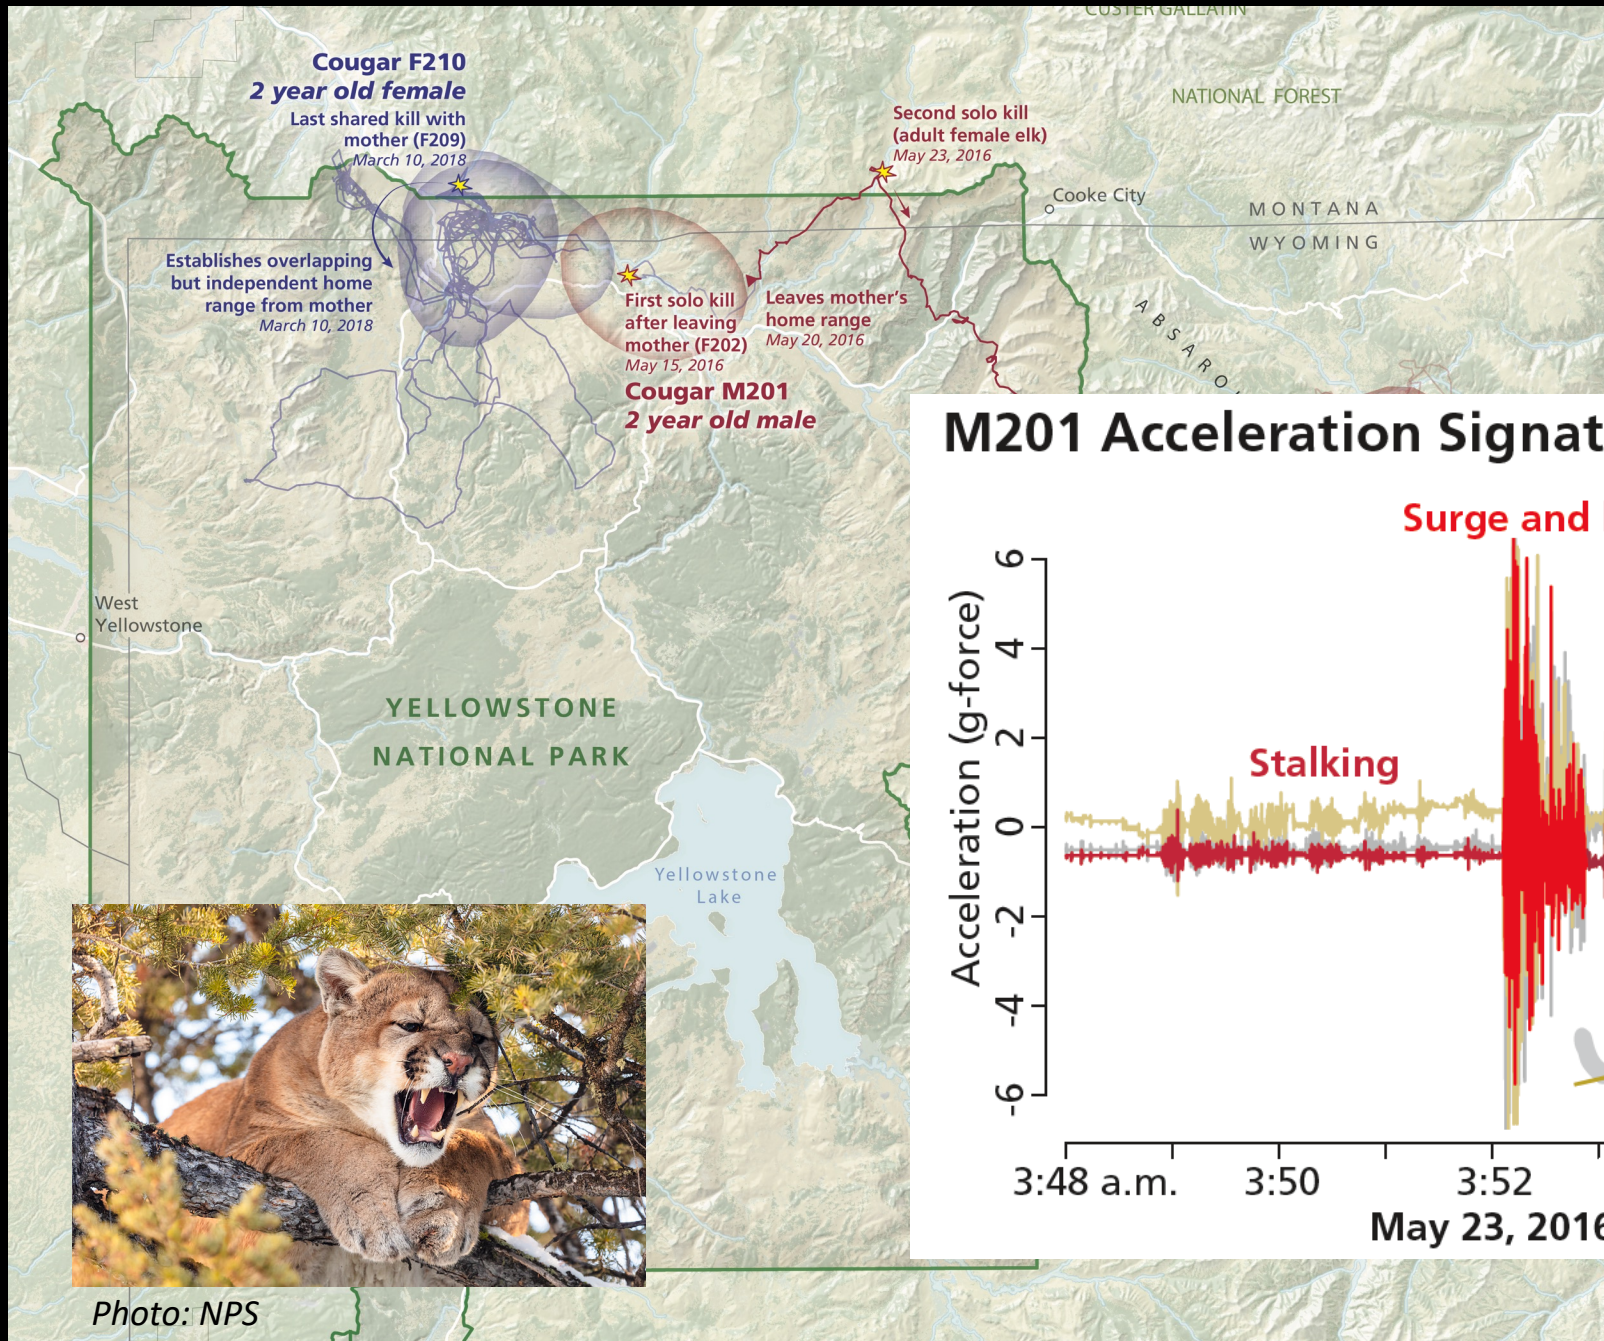 CUSTER GALLATIN
NATIONAL FOREST
Cougar F210
2 year old female
Last shared kill with
mother (F209)
March 10, 2018
Second solo kill
(adult female elk)
May 23, 2016
Cooke City
MONTANA
WYOMING
Establishes overlapping
but independent home
range from mother
March 10, 2018
First solo kill
after leaving
mother (F202)
May 15, 2016
Cougar M201
2 year old male
Leaves mother's
home range
May 20, 2016
ABSARO
West
Yellowstone
YELLOWSTONE
NATIONAL PARK
Yellowstone
Lake
M201 Acceleration Signat
Surge and
Stalking
Acceleration (g-force)
6
4
2
0
-2
-4
-6
3:48 a.m.
3:50
3:52
May 23, 2016
Photo: NPS